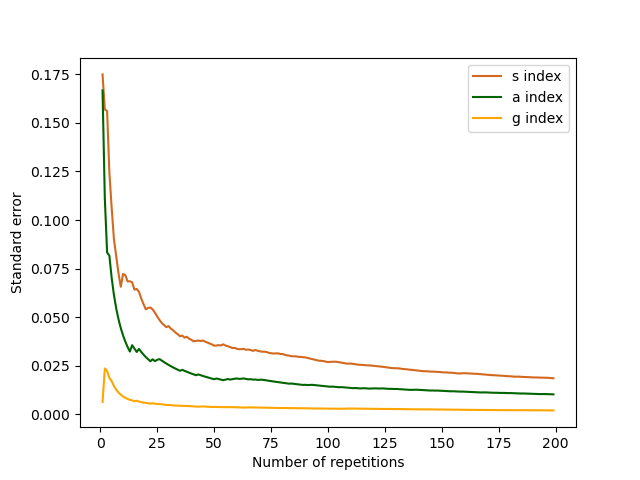 s index
a index
g index
0.175
0.150
0.125
0.100
0.075
0.050
0.025
0.000
Standard error
0 25 50 75 100 125 150 175 200
Number of repetitions